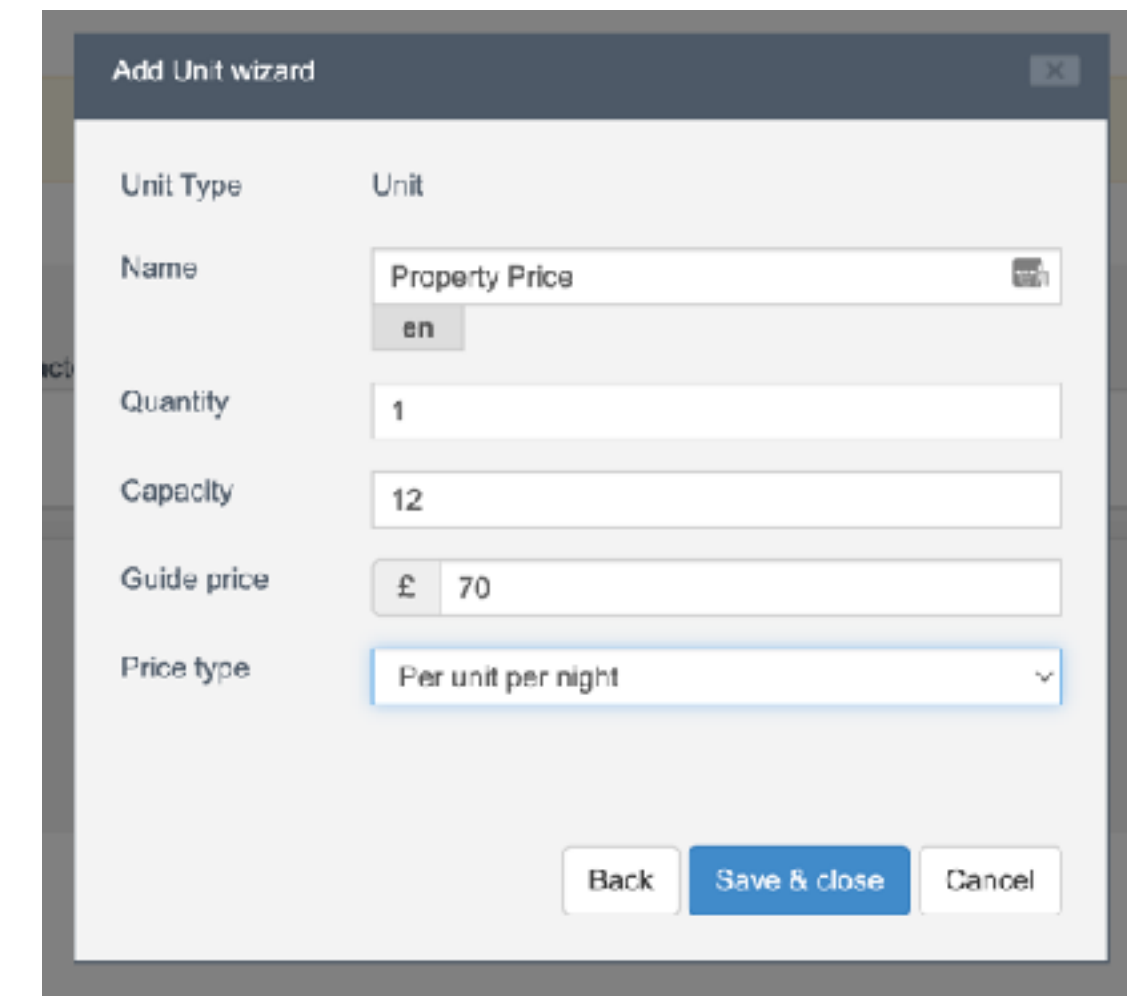 Add Unit wizard
Unit Type Unit
Name Property Price
en
Quantity 1
Capacity 12
Guide price £ 70
Price type Per unit per night
Back Save & close Cancel